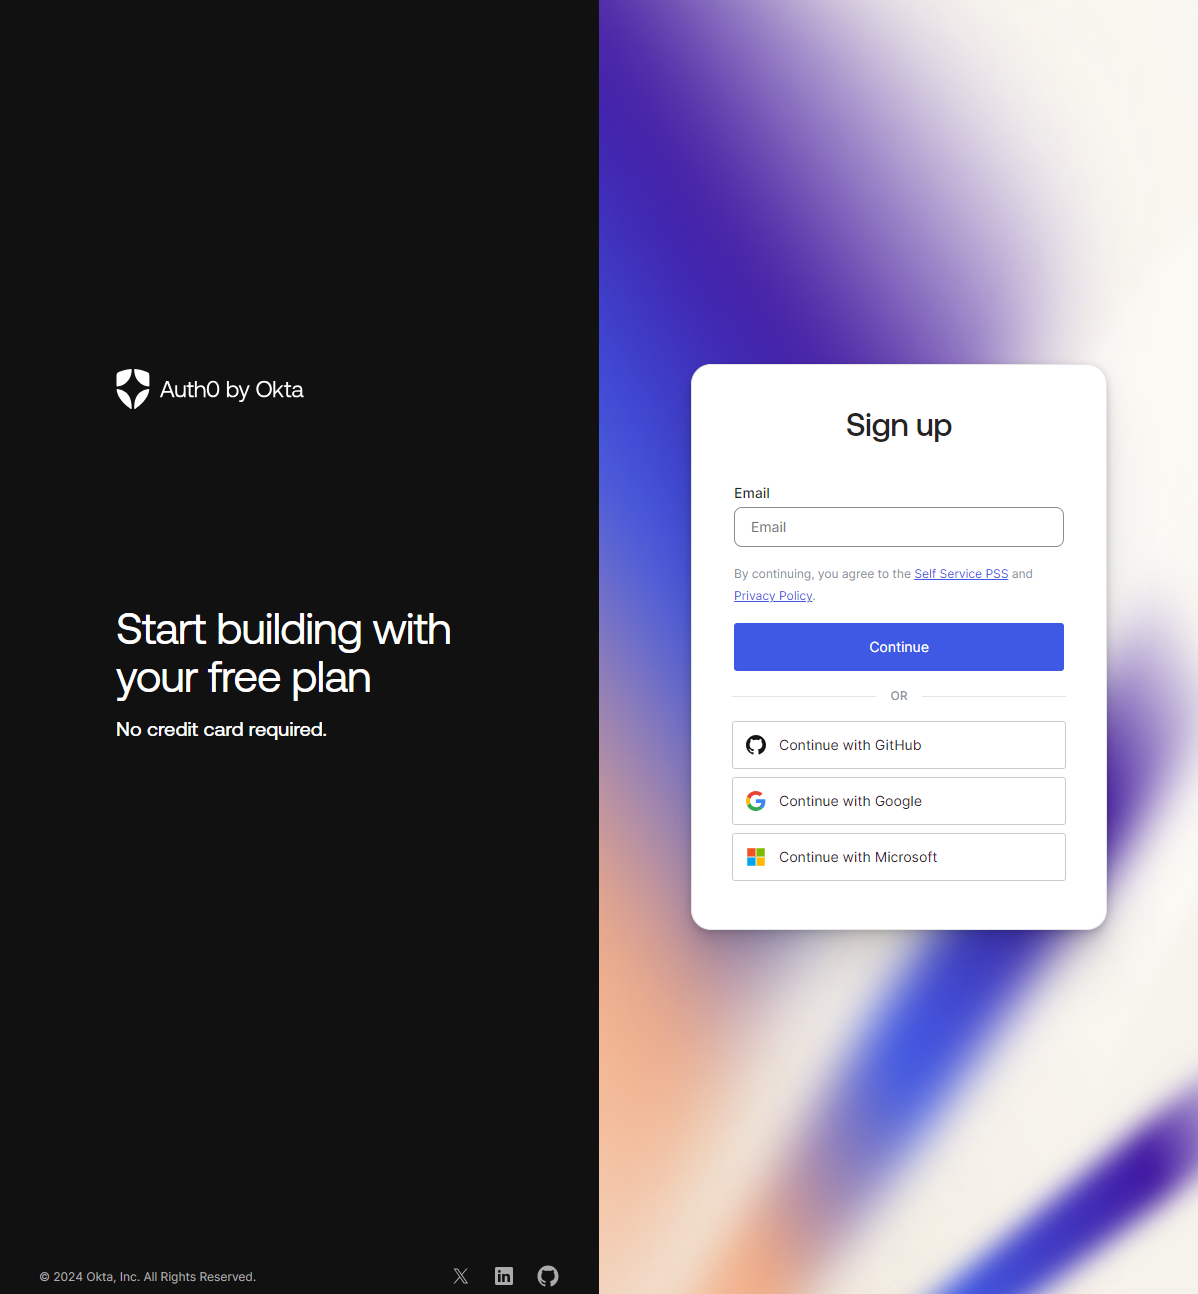 Auth0 by Okta
Start building with
your free plan
No credit card required.
© 2024 Okta, Inc. All Rights Reserved.
Sign up
Email
Email
By continuing, you agree to the Self Service PSS and
Privacy Policy.
Continue
OR
Continue with GitHub
Continue with Google
Continue with Microsoft